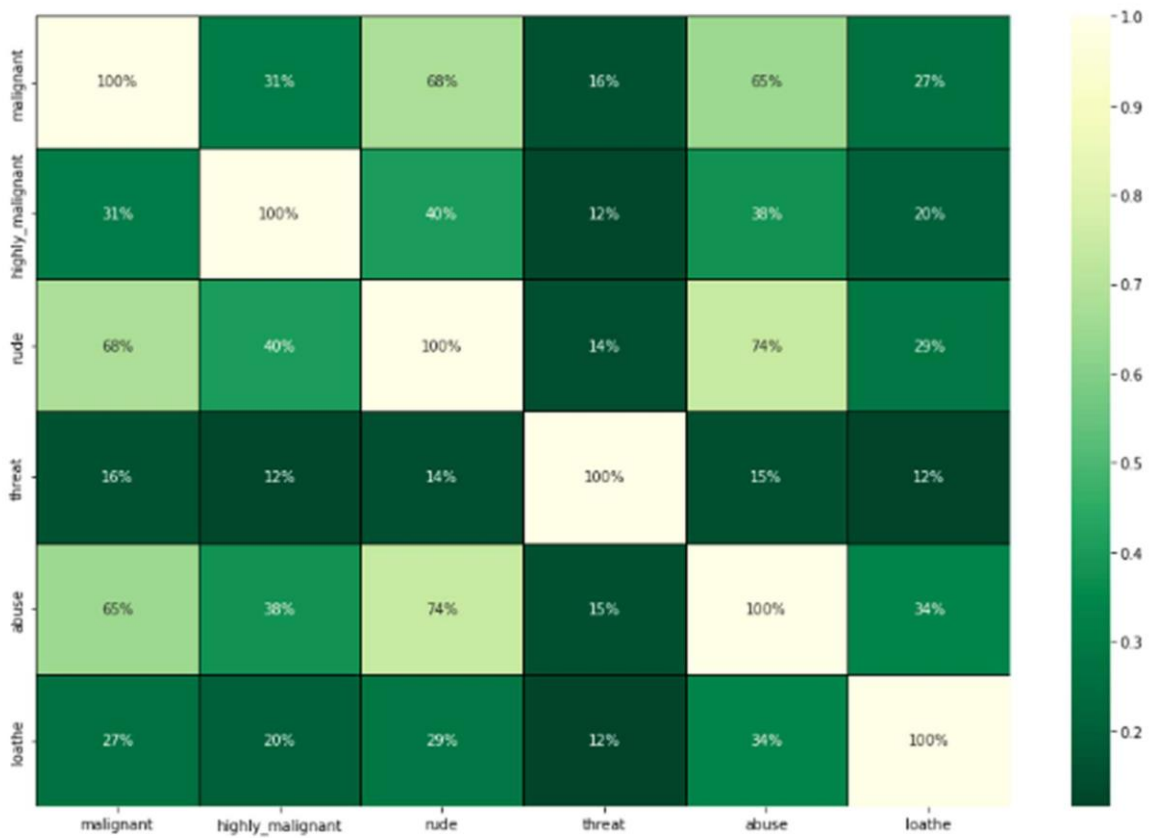 malignant 100% 31% 68% 16% 65% 27%
highly_malignant 31% 100% 40% 12% 38% 20%
rude 68% 40% 100% 14% 74% 29%
threat 16% 12% 14% 100% 15% 12%
abuse 65% 38% 74% 15% 100% 34%
loathe 27% 20% 29% 12% 34% 100%
malignant highly_malignant rude threat abuse loathe
1.0
0.9
0.8
0.7
0.6
0.5
0.4
0.3
0.2